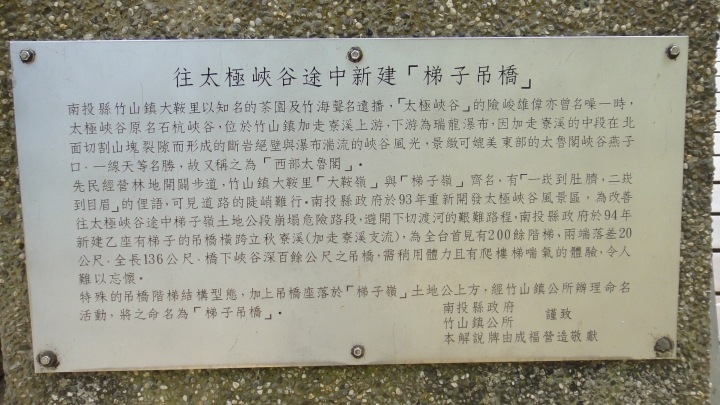 往太極峽谷途中新建「梯子吊橋」
南投縣竹山鎮大鞍里以知名的茶園及竹海聲名遠播，「太極峽谷」的險峻雄偉亦曾名噪一時，
太極峽谷原名石杭峽谷，位於竹山鎮加走寮溪上游，下游為瑞龍瀑布，因加走寮溪的中段在北
面切割山塊裂隙而形成的斷岩絕壁與瀑布湍流的峽谷風光，景緻可媲美東部的太魯閣峽谷燕子
口．一線天等名勝，故又稱之為「西部太魯閣」。
先民經營林地開闢步道，竹山鎮大鞍里「大鞍嶺」與「梯子嶺」齊名，有「一崁到肚臍，二崁
到目眉」的俚語，可見道路的陡峭難行。南投縣政府於93年重新開發太極峽谷風景區，為改善
往太極峽谷途中梯子嶺土地公段崩塌危險路段，避開下切渡河的艱難路程，南投縣政府於94年
新建乙座有梯子的吊橋橫跨立秋寮溪(加走寮溪支流)，為全台首見有200餘階梯，兩端落差20
公尺．全長136公尺．橋下峽谷深百餘公尺之吊橋，需稍用體力且有爬樓梯喘氣的體驗，令人
難以忘懷。
特殊的吊橋階梯結構型態，加上吊橋座落於「梯子嶺」土地公上方，經竹山鎮公所辦理命名
活動，將之命名為「梯子吊橋」。
南投縣政府
竹山鎮公所 謹致
本解說牌由成福營造敬獻